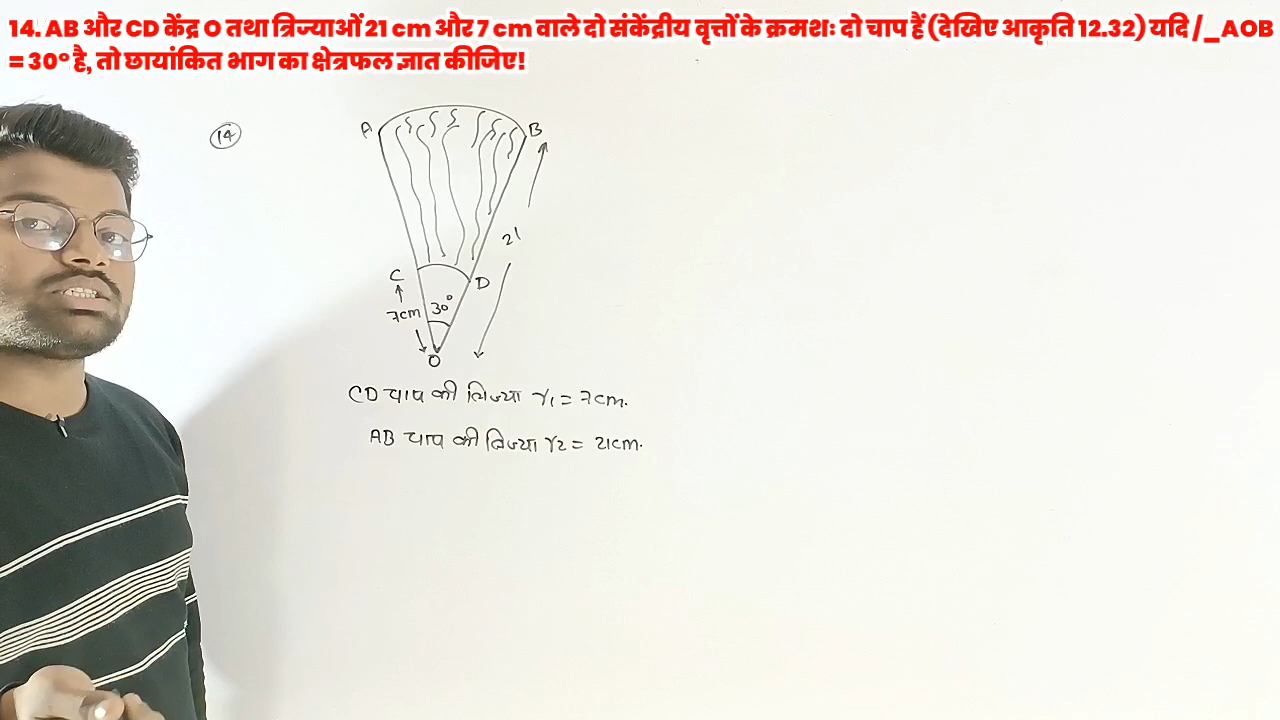 14. AB और CD केंद्र O तथा त्रिज्याओं 21 cm और 7 cm वाले दो संकेंद्रीय वृत्तों के क्रमशः दो चाप हैं (देखिए आकृति 12.32) यदि /_AOB
= 30° है, तो छायांकित भाग का क्षेत्रफल ज्ञात कीजिए!
14
A
B
21
C
D
7cm
30°
O
CD चाप की त्रिज्या r₁ = 7cm.
AB चाप की त्रिज्या r2 = 21cm.